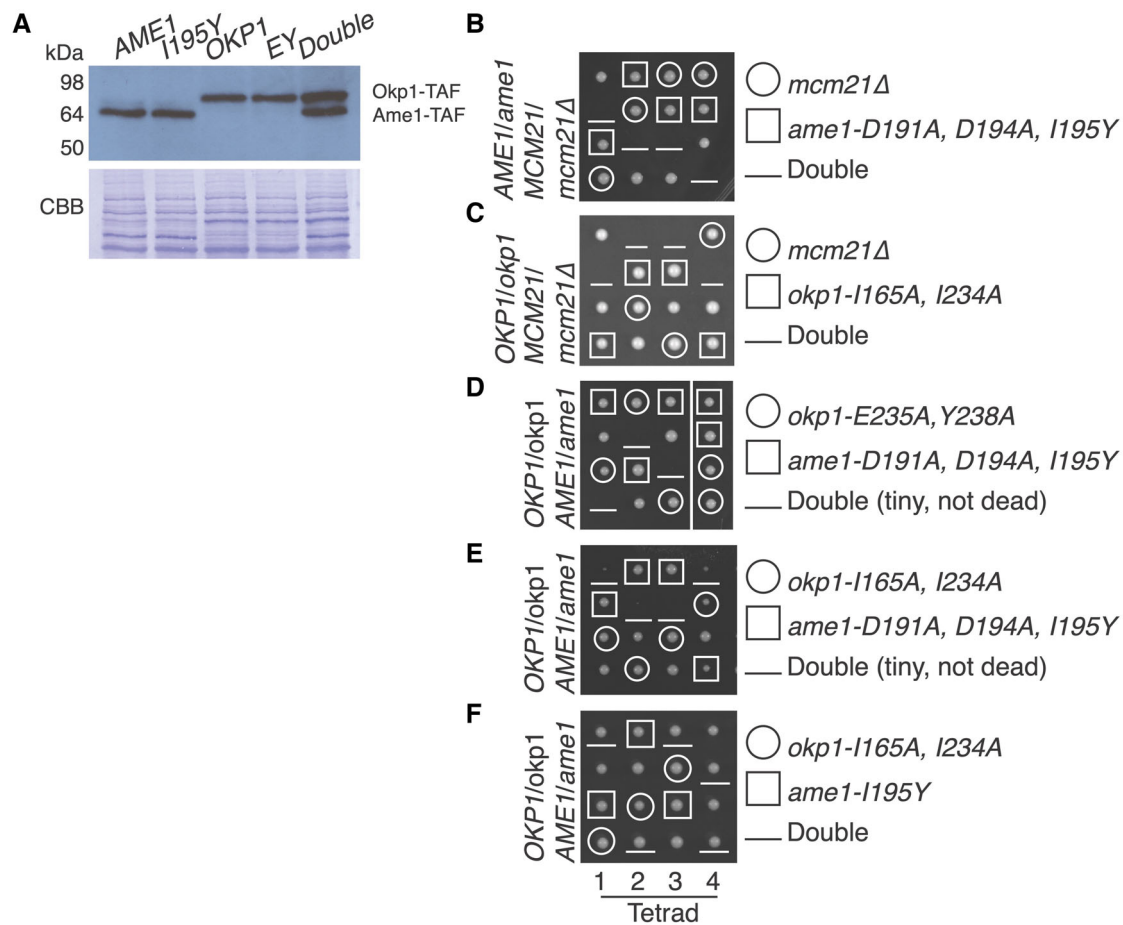 A
AME1
I195Y
OKP1
EY
Double
kDa
98
64
50
Okp1-TAF
Ame1-TAF
CBB
B
AME1/ame1
MCM21/
mcm21Δ
mcm21Δ
ame1-D191A, D194A, I195Y
Double
C
OKP1/okp1
MCM21/
mcm21Δ
mcm21Δ
okp1-I165A, I234A
Double
D
OKP1/okp1
AME1/ame1
okp1-E235A,Y238A
ame1-D191A, D194A, I195Y
Double (tiny, not dead)
E
OKP1/okp1
AME1/ame1
okp1-I165A, I234A
ame1-D191A, D194A, I195Y
Double (tiny, not dead)
F
OKP1/okp1
AME1/ame1
okp1-I165A, I234A
ame1-I195Y
Double
1 2 3 4
Tetrad